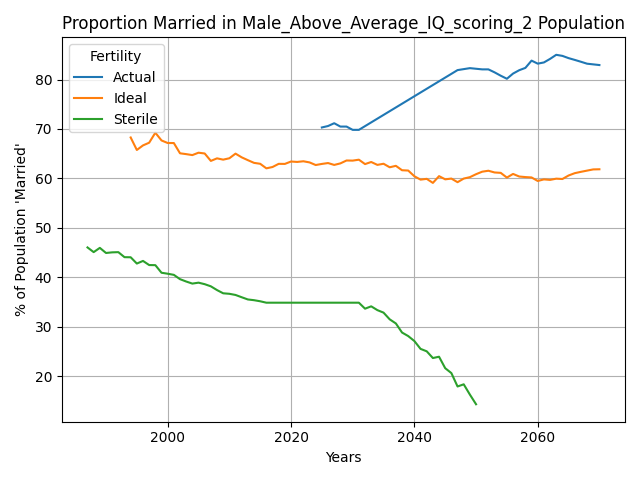 Proportion Married in Male_Above_Average_IQ_scoring_2 Population
Fertility
Actual
Ideal
Sterile
% of Population 'Married'
80
70
60
50
40
30
20
2000
2020
2040
2060
Years